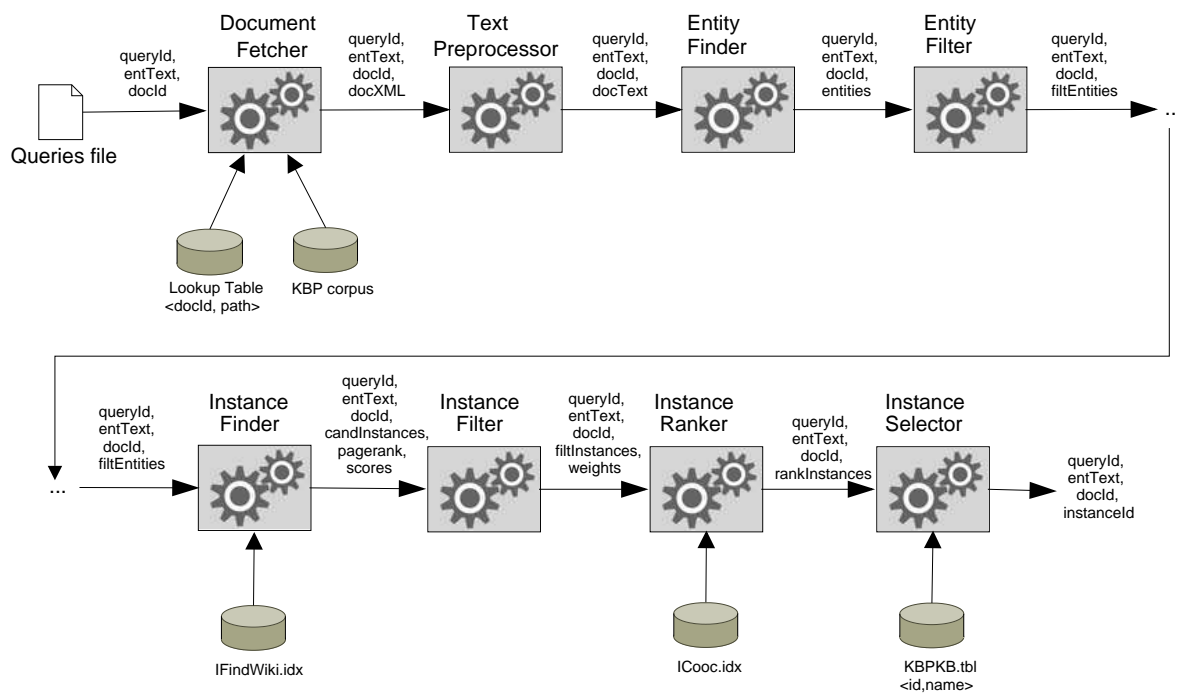 Document
Fetcher
Text
Preprocessor
Entity
Finder
Entity
Filter
queryId,
entText,
docId
queryId,
entText,
docId,
docXML
queryId,
entText,
docId,
docText
queryId,
entText,
docId,
entities
queryId,
entText,
docId,
filtEntities
..
Queries file
Lookup Table
<docId, path>
KBP corpus
queryId,
entText,
docId,
filtEntities
...
Instance
Finder
queryId,
entText,
docId,
candInstances,
pagerank,
scores
Instance
Filter
queryId,
entText,
docId,
filtInstances,
weights
Instance
Ranker
queryId,
entText,
docId,
rankInstances
Instance
Selector
queryId,
entText,
docId,
instanceId
IFindWiki.idx
ICooc.idx
KBPKB.tbl
<id,name>